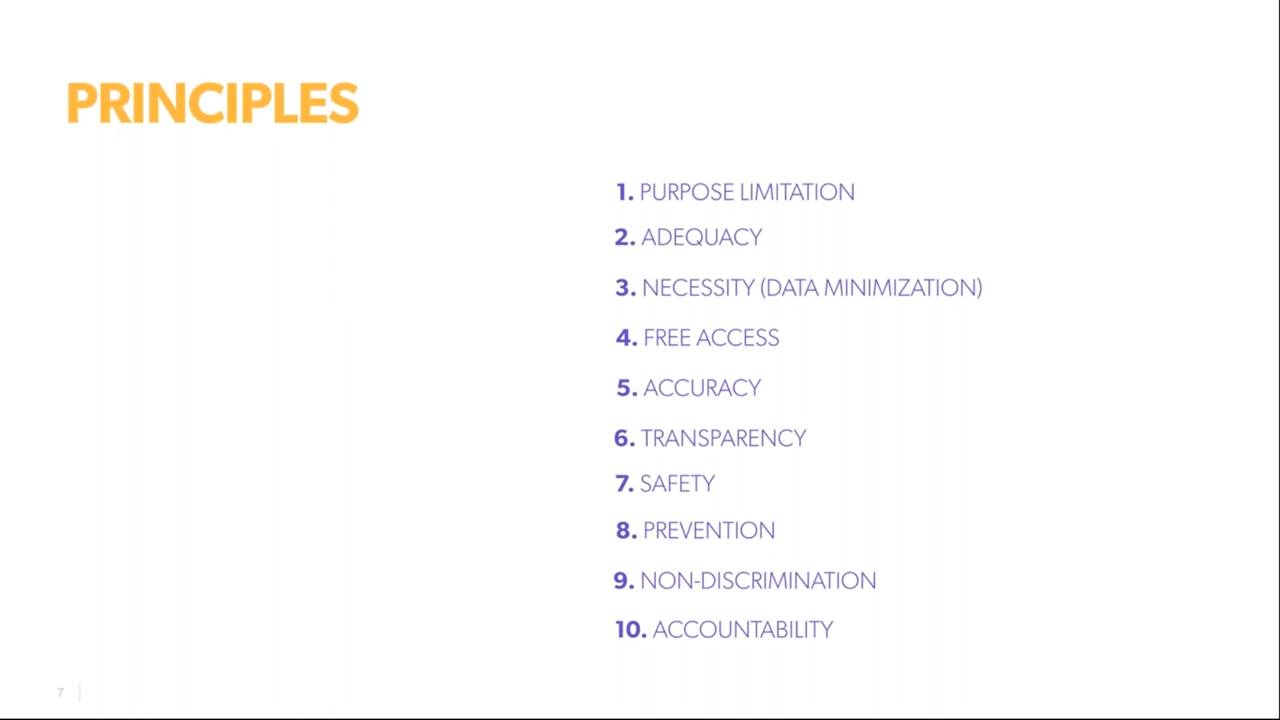 PRINCIPLES
1. PURPOSE LIMITATION
2. ADEQUACY
3. NECESSITY (DATA MINIMIZATION)
4. FREE ACCESS
5. ACCURACY
6. TRANSPARENCY
7. SAFETY
8. PREVENTION
9. NON-DISCRIMINATION
10. ACCOUNTABILITY
7